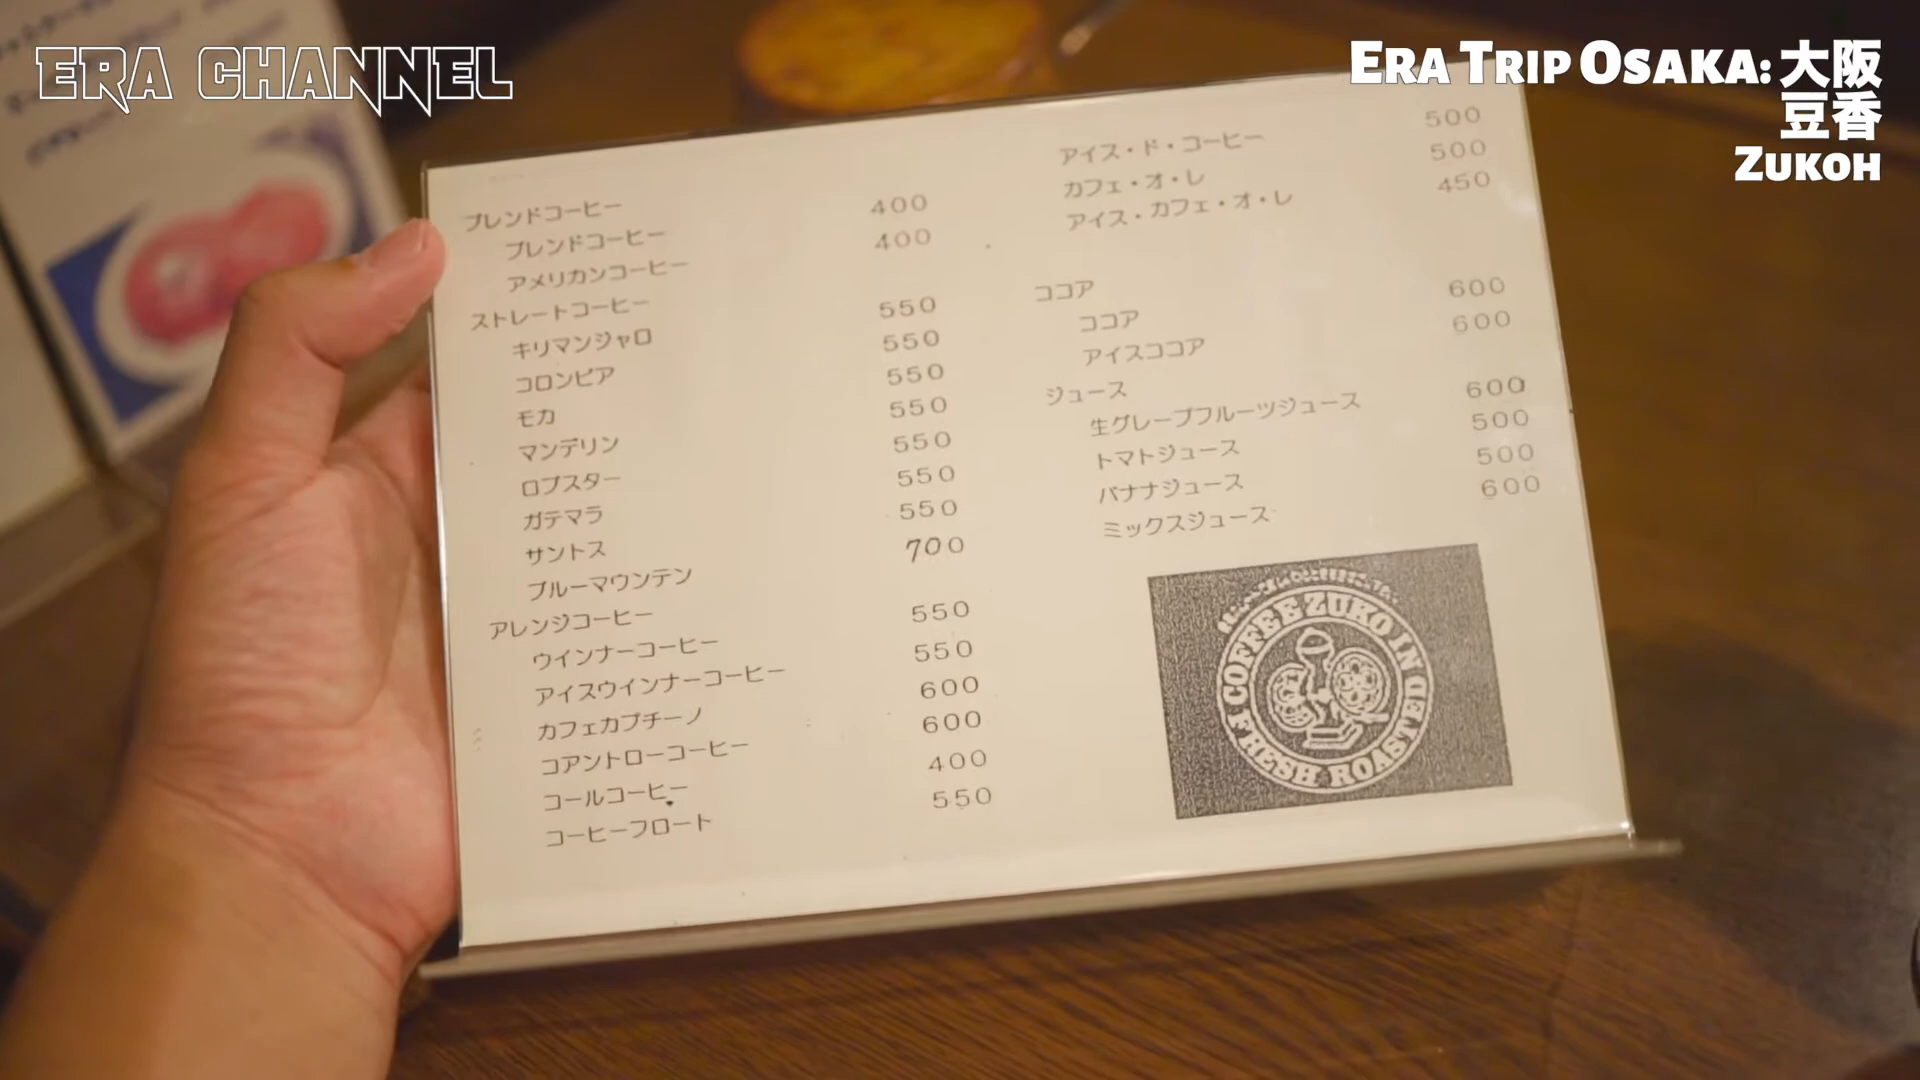 ERA CHANNEL
ERA TRIP OSAKA: 大阪
豆香
ZUKOH
ブレンドコーヒー
ブレンドコーヒー 400
アメリカンコーヒー 400
ストレートコーヒー
キリマンジャロ 550
コロンビア 550
モカ 550
マンデリン 550
ロブスター 550
ガテマラ 550
サントス 550
ブルーマウンテン 700
アレンジコーヒー
ウインナーコーヒー 550
アイスウインナーコーヒー 550
カフェカプチーノ 600
コアントローコーヒー 600
コールコーヒー 400
コーヒーフロート 550
アイス・ド・コーヒー 500
カフェ・オ・レ 500
アイス・カフェ・オ・レ 450
ココア
ココア 600
アイスココア 600
ジュース
生グレープフルーツジュース 600
トマトジュース 500
バナナジュース 500
ミックスジュース 600
COFFEE ZUKO IN
FRESH ROASTED